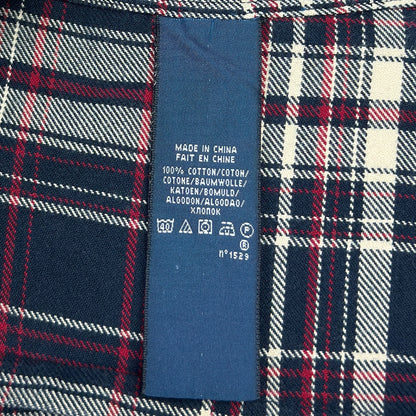 MADE IN CHINA
FAIT EN CHINE
100% COTTON/COTON/
COTONE/BAUMWOLLE/
KATOEN/BOMULD/
ALGODON/ALGODAO/
ХЛОПОК
40 P
®
nº1529